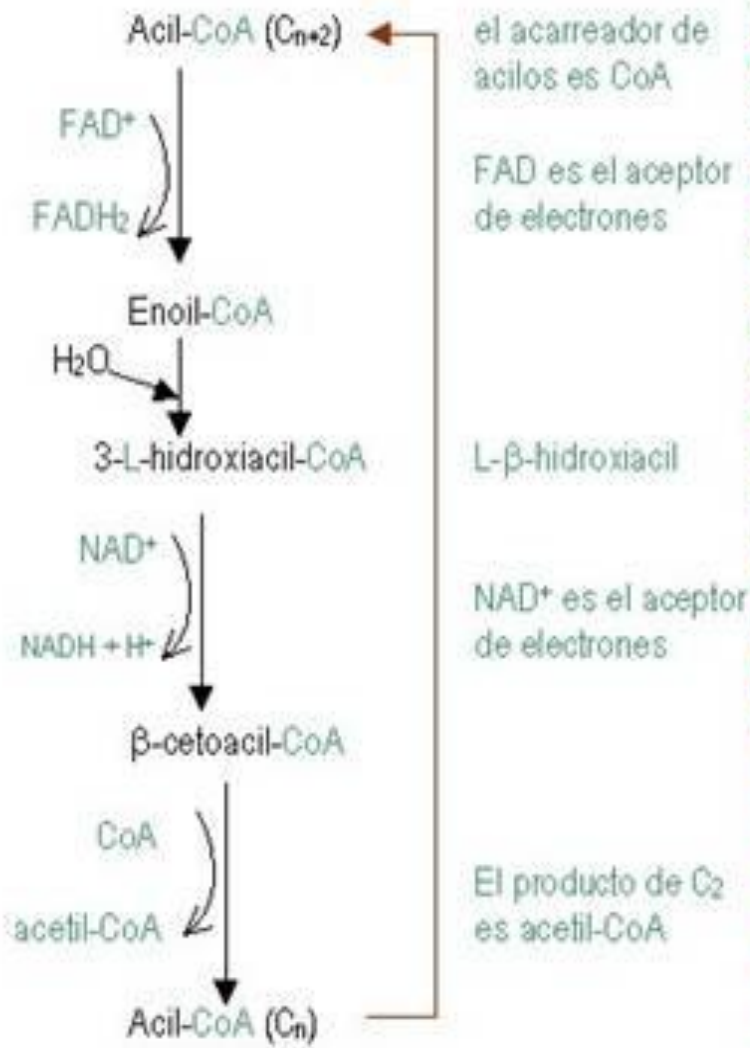 Acil-CoA (Cn+2)
el acarreador de
acilos es CoA
FAD⁺
FADH₂
FAD es el aceptor
de electrones
Enoil-CoA
H₂O
3-L-hidroxiacil-CoA
L-β-hidroxiacil
NAD⁺
NADH + H⁺
NAD⁺ es el aceptor
de electrones
β-cetoacil-CoA
CoA
acetil-CoA
El producto de C₂
es acetil-CoA
Acil-CoA (Cn)